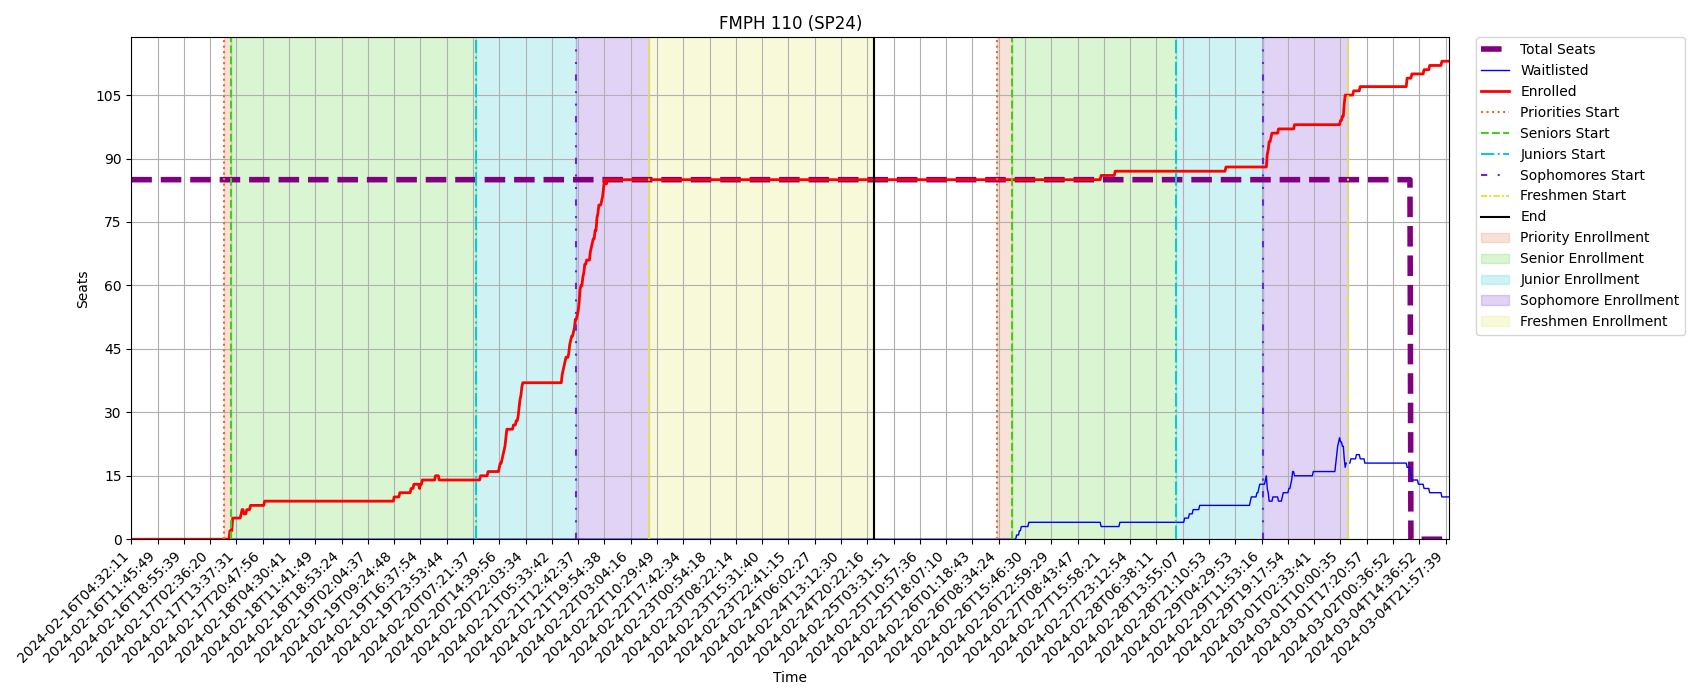 FMPH 110 (SP24)
Seats
105
90
75
60
45
30
15
0
2024-02-16T04:32:11
2024-02-16T11:45:49
2024-02-16T18:55:39
2024-02-17T02:36:20
2024-02-17T13:37:31
2024-02-17T20:47:56
2024-02-18T04:30:41
2024-02-18T11:41:49
2024-02-18T18:53:24
2024-02-19T02:04:37
2024-02-19T09:24:48
2024-02-19T16:37:54
2024-02-19T23:53:44
2024-02-20T07:21:37
2024-02-20T14:39:56
2024-02-20T22:03:34
2024-02-21T05:33:42
2024-02-21T12:42:37
2024-02-21T19:54:38
2024-02-22T03:04:16
2024-02-22T10:29:49
2024-02-22T17:42:34
2024-02-23T00:54:18
2024-02-23T08:22:14
2024-02-23T15:31:40
2024-02-23T22:41:15
2024-02-24T06:02:27
2024-02-24T13:12:30
2024-02-24T20:22:16
2024-02-25T03:31:51
2024-02-25T10:57:36
2024-02-25T18:07:10
2024-02-26T01:18:43
2024-02-26T08:34:24
2024-02-26T15:46:30
2024-02-26T22:59:29
2024-02-27T08:43:47
2024-02-27T15:58:21
2024-02-27T23:12:54
2024-02-28T06:38:11
2024-02-28T13:55:07
2024-02-28T21:10:53
2024-02-29T04:29:53
2024-02-29T11:53:16
2024-02-29T19:17:54
2024-03-01T02:33:41
2024-03-01T10:00:35
2024-03-01T17:20:57
2024-03-02T00:36:52
2024-03-04T14:36:52
2024-03-04T21:57:39
Time
Total Seats
Waitlisted
Enrolled
Priorities Start
Seniors Start
Juniors Start
Sophomores Start
Freshmen Start
End
Priority Enrollment
Senior Enrollment
Junior Enrollment
Sophomore Enrollment
Freshmen Enrollment